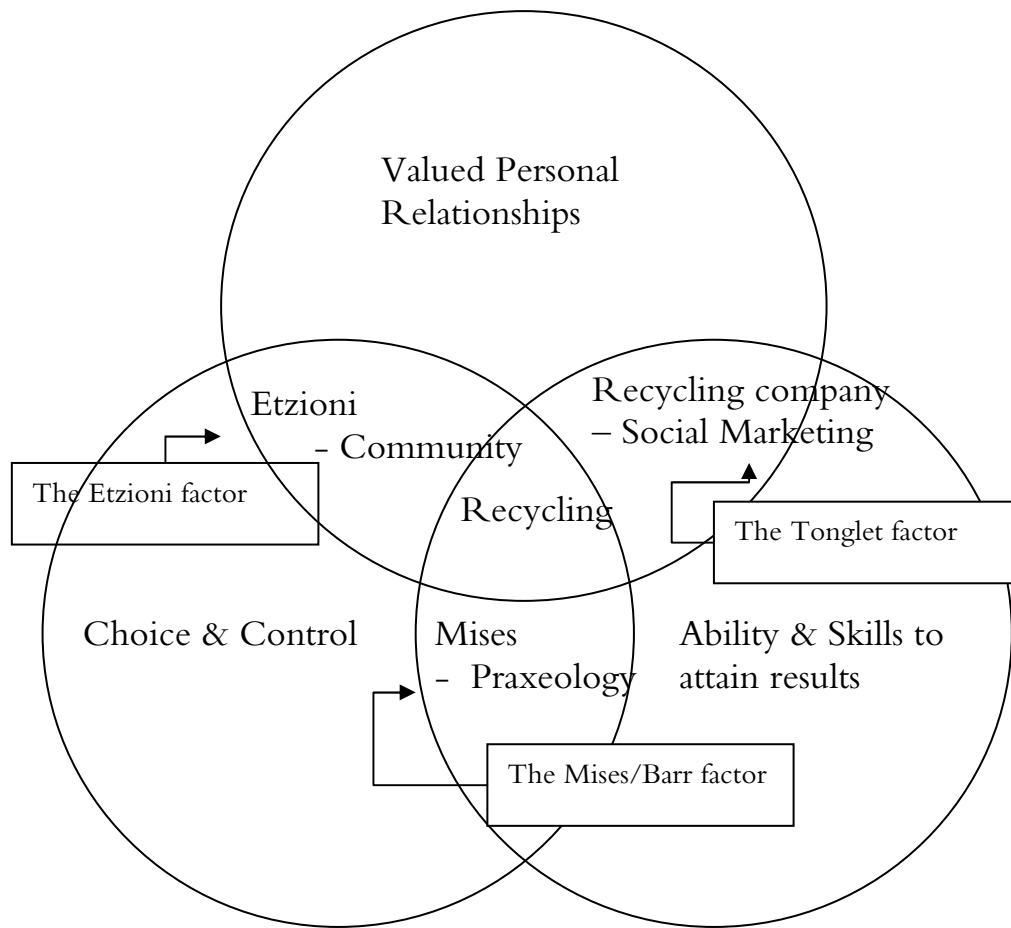 Valued Personal
Relationships
Etzioni
- Community
Recycling company
– Social Marketing
The Etzioni factor
Recycling
The Tonglet factor
Choice & Control
Mises
- Praxeology
Ability & Skills to
attain results
The Mises/Barr factor